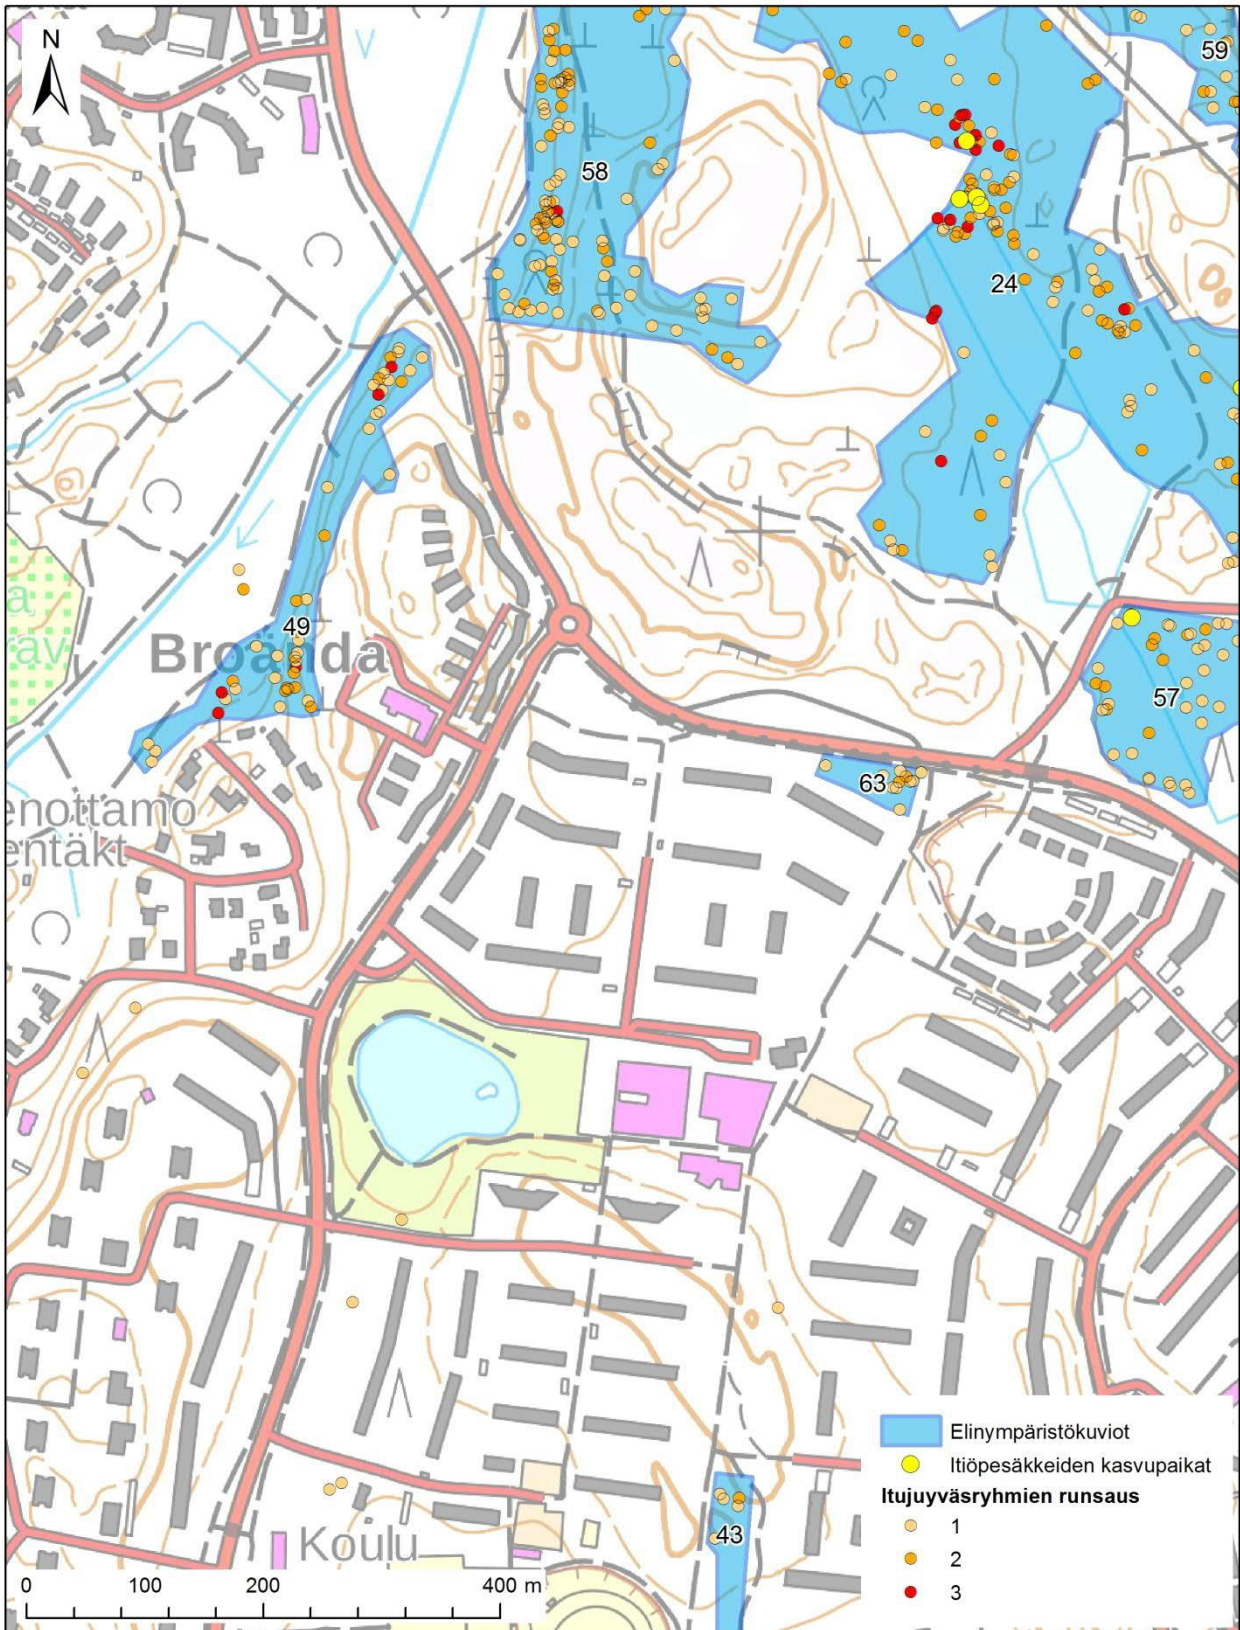 N
59
58
24
49
Broända
a
av
57
63
enottamo
entäkt
43
Koulu
Elinympäristökuviot
Itiöpesäkkeiden kasvupaikat
Itujuyväsryhmien runsaus
1
2
3
0 100 200 400 m